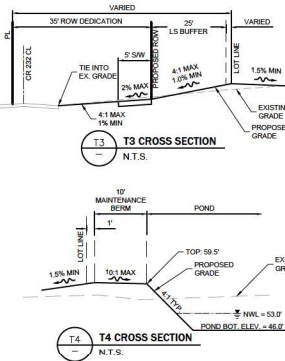 VARIED
35' ROW DEDICATION
25'
LS BUFFER
VARIED
PL
CR 232 CL
TIE INTO
EX. GRADE
5' S/W
2% MAX
PROPOSED ROW
4:1 MAX
1.0% MIN
LOT LINE
1.5% MIN
4:1 MAX
1% MIN
EXISTIN
GRADE
PROPOSE
GRADE
T3
T3 CROSS SECTION
N.T.S.
10'
MAINTENANCE
BERM
POND
LOT LINE
1'
1.5% MIN
10:1 MAX
TOP: 59.5'
PROPOSED
GRADE
EX
GR
4:1 TYP
NWL = 53.0'
POND BOT. ELEV. = 46.0'
T4
T4 CROSS SECTION
N.T.S.